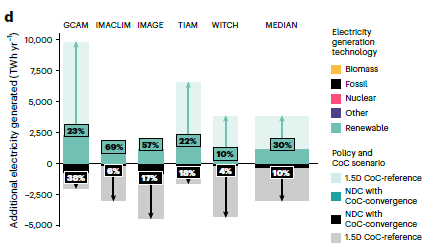 d
GCAM IMACLIM IMAGE TIAM WITCH MEDIAN
Additional electricity generated (TWh yr⁻¹)
10,000
7,500
5,000
2,500
0
−2,500
−5,000
23% 69% 57% 22% 10% 30%
38% 6% 17% 18% 4% 10%
Electricity
generation
technology
Biomass
Fossil
Nuclear
Other
Renewable
Policy and
CoC scenario
1.5D CoC-reference
NDC with
CoC-convergence
NDC with
CoC-convergence
1.5D CoC-reference